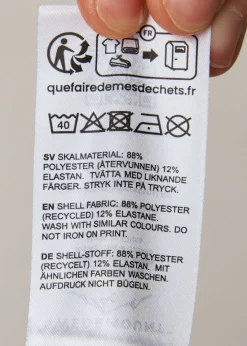 FR
quefairedemesdechets.fr
40
SV SKALMATERIAL: 88%
POLYESTER (ÅTERVUNNEN) 12%
ELASTAN. TVÄTTA MED LIKNANDE
FÄRGER. STRYK INTE PÅ TRYCK.
EN SHELL FABRIC: 88% POLYESTER
(RECYCLED) 12% ELASTANE.
WASH WITH SIMILAR COLOURS. DO
NOT IRON ON PRINT.
DE SHELL-STOFF: 88% POLYESTER
(RECYCELT) 12% ELASTAN. MIT
ÄHNLICHEN FARBEN WASCHEN.
AUFDRUCK NICHT BÜGELN.